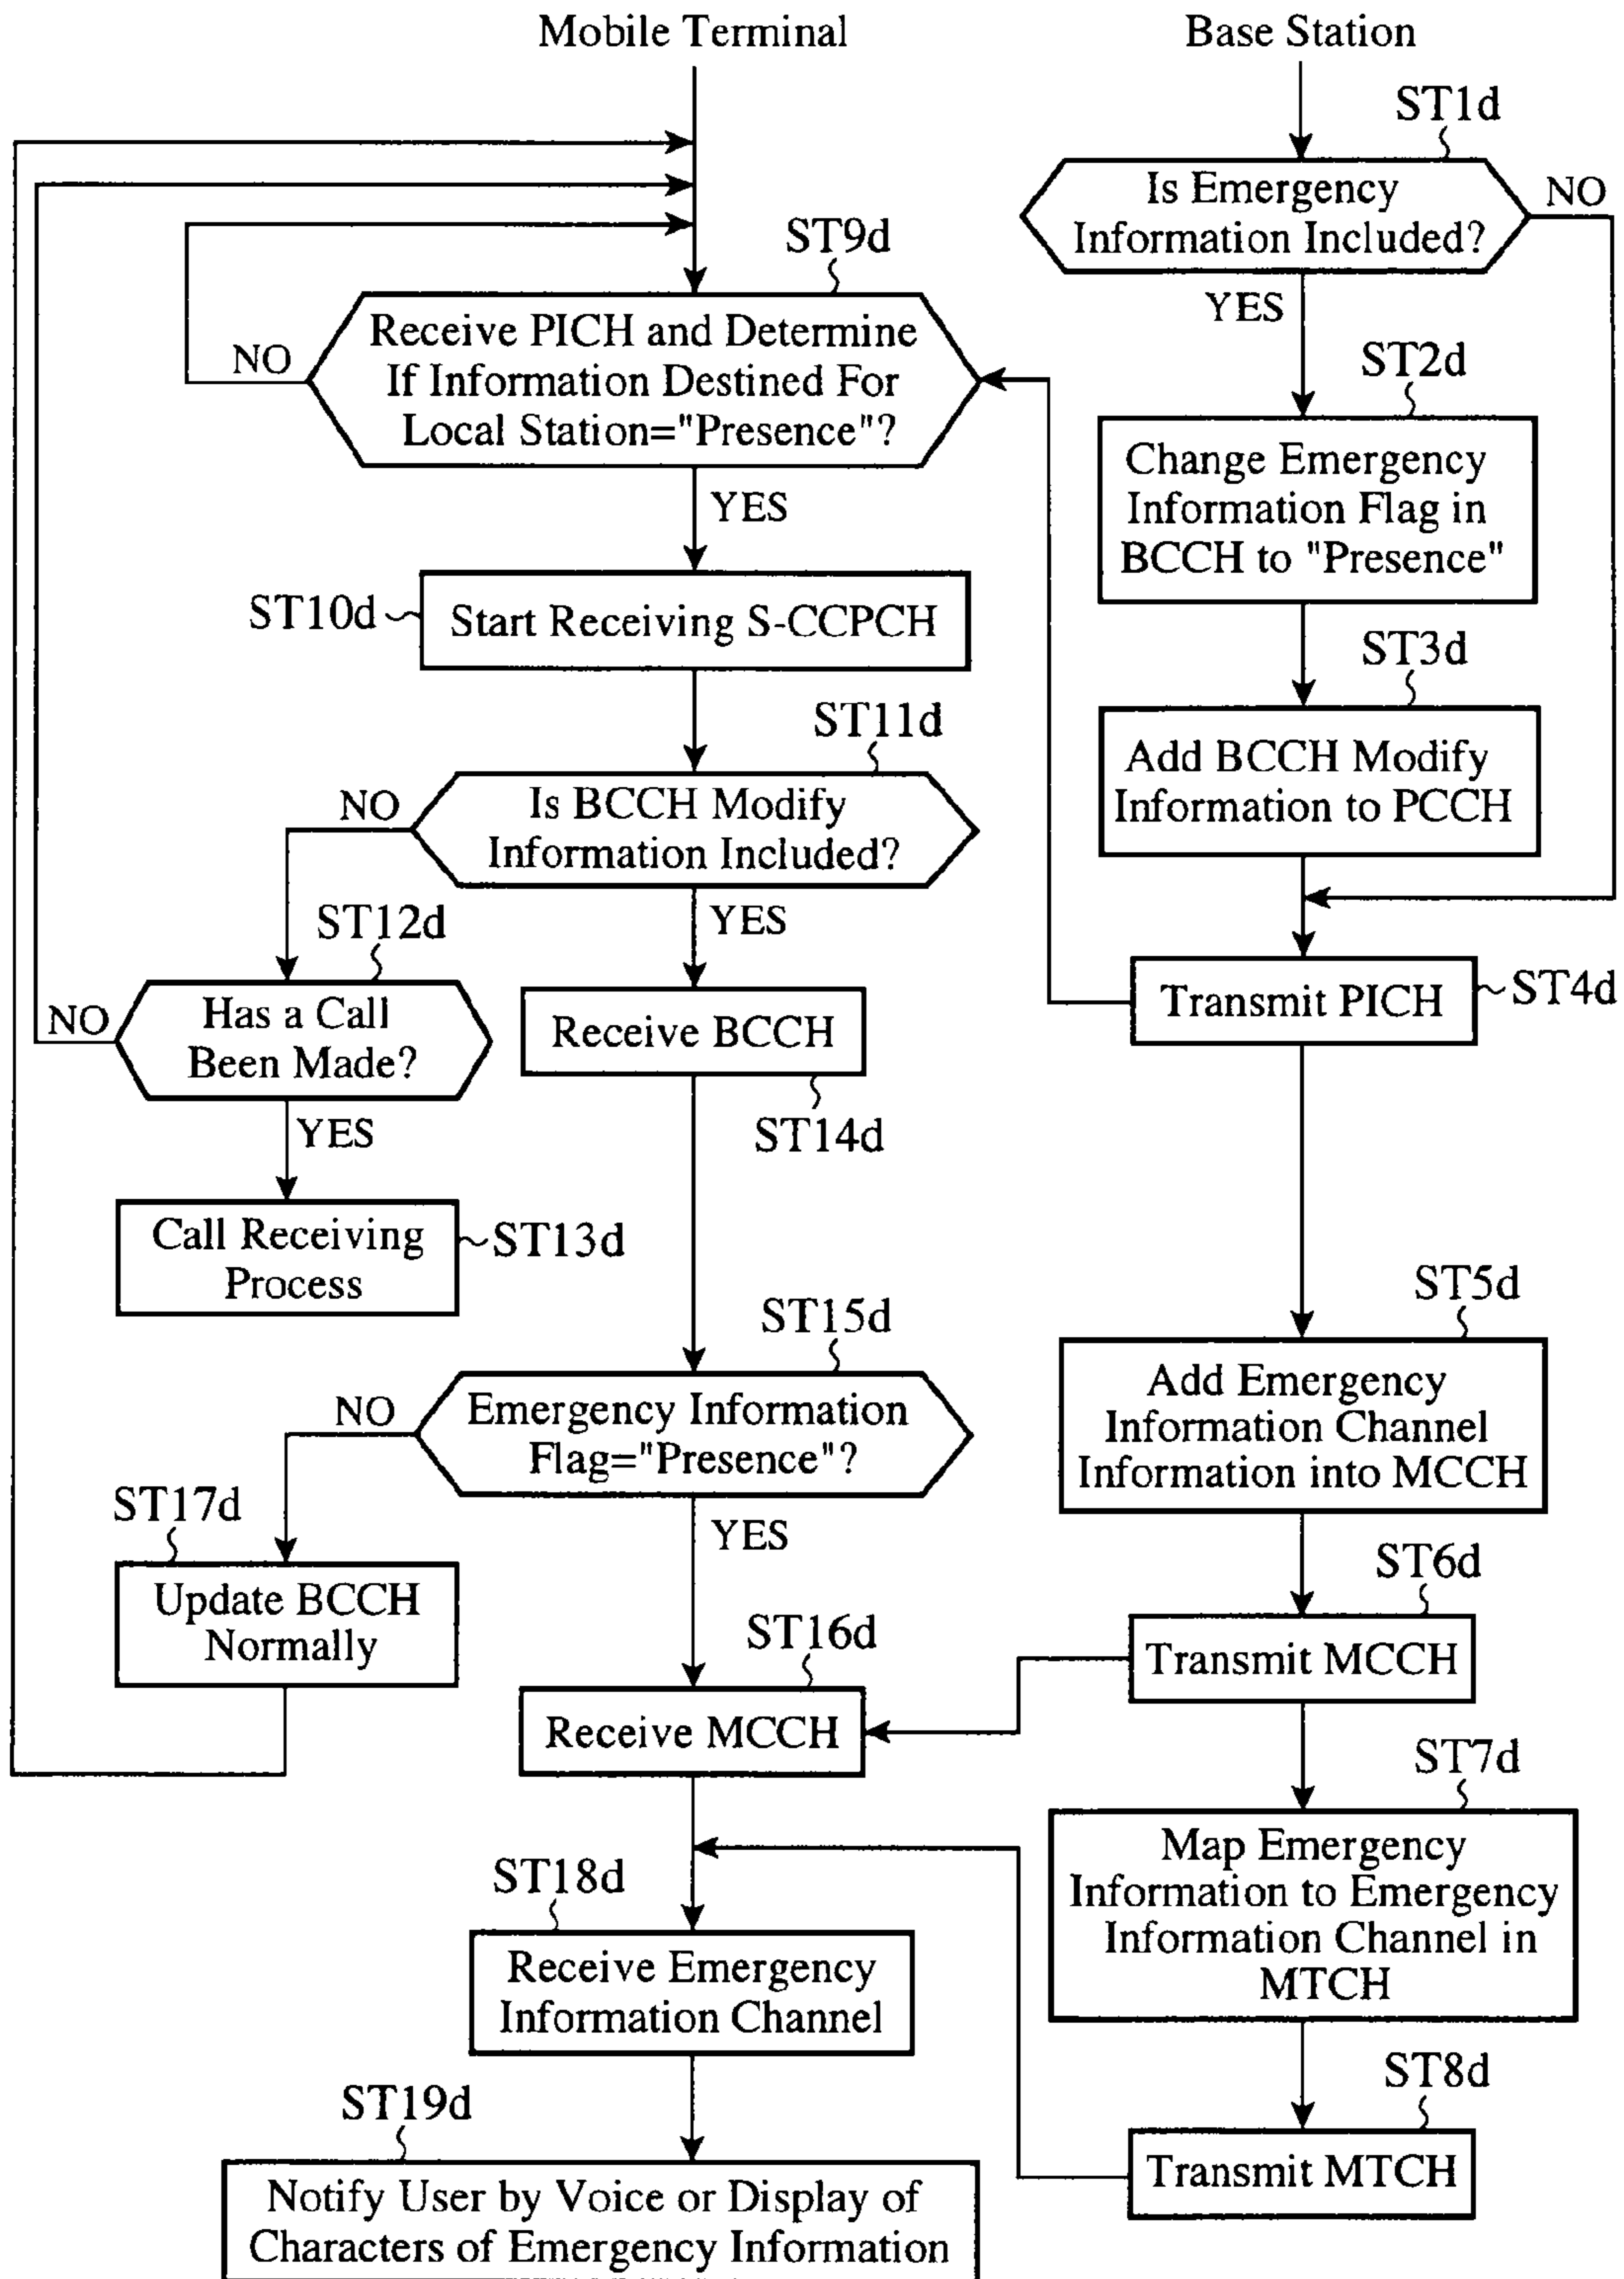 Mobile Terminal
Base Station
ST1d
Is Emergency
Information Included?
NO
YES
ST9d
Receive PICH and Determine
If Information Destined For
Local Station="Presence"?
NO
YES
ST2d
Change Emergency
Information Flag in
BCCH to "Presence"
ST10d
Start Receiving S-CCPCH
ST3d
Add BCCH Modify
Information to PCCH
ST11d
Is BCCH Modify
Information Included?
NO
YES
ST12d
Has a Call
Been Made?
NO
YES
Receive BCCH
ST14d
Transmit PICH
ST4d
Call Receiving
Process
ST13d
ST15d
Emergency Information
Flag="Presence"?
NO
YES
ST5d
Add Emergency
Information Channel
Information into MCCH
ST17d
Update BCCH
Normally
ST6d
Transmit MCCH
ST16d
Receive MCCH
ST7d
Map Emergency
Information to Emergency
Information Channel in
MTCH
ST18d
Receive Emergency
Information Channel
ST8d
Transmit MTCH
ST19d
Notify User by Voice or Display of
Characters of Emergency Information